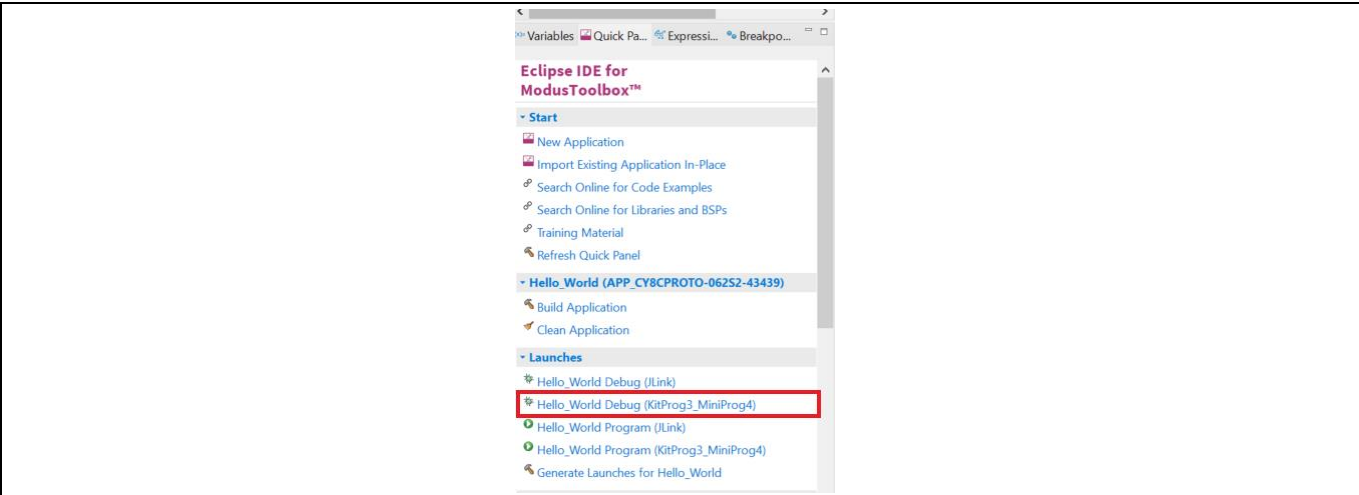 Variables Quick Pa... Expressi... Breakpo...
Eclipse IDE for
ModusToolbox™
Start
New Application
Import Existing Application In-Place
Search Online for Code Examples
Search Online for Libraries and BSPs
Training Material
Refresh Quick Panel
Hello_World (APP_CY8CPROTO-062S2-43439)
Build Application
Clean Application
Launches
Hello_World Debug (JLink)
Hello_World Debug (KitProg3_MiniProg4)
Hello_World Program (JLink)
Hello_World Program (KitProg3_MiniProg4)
Generate Launches for Hello_World